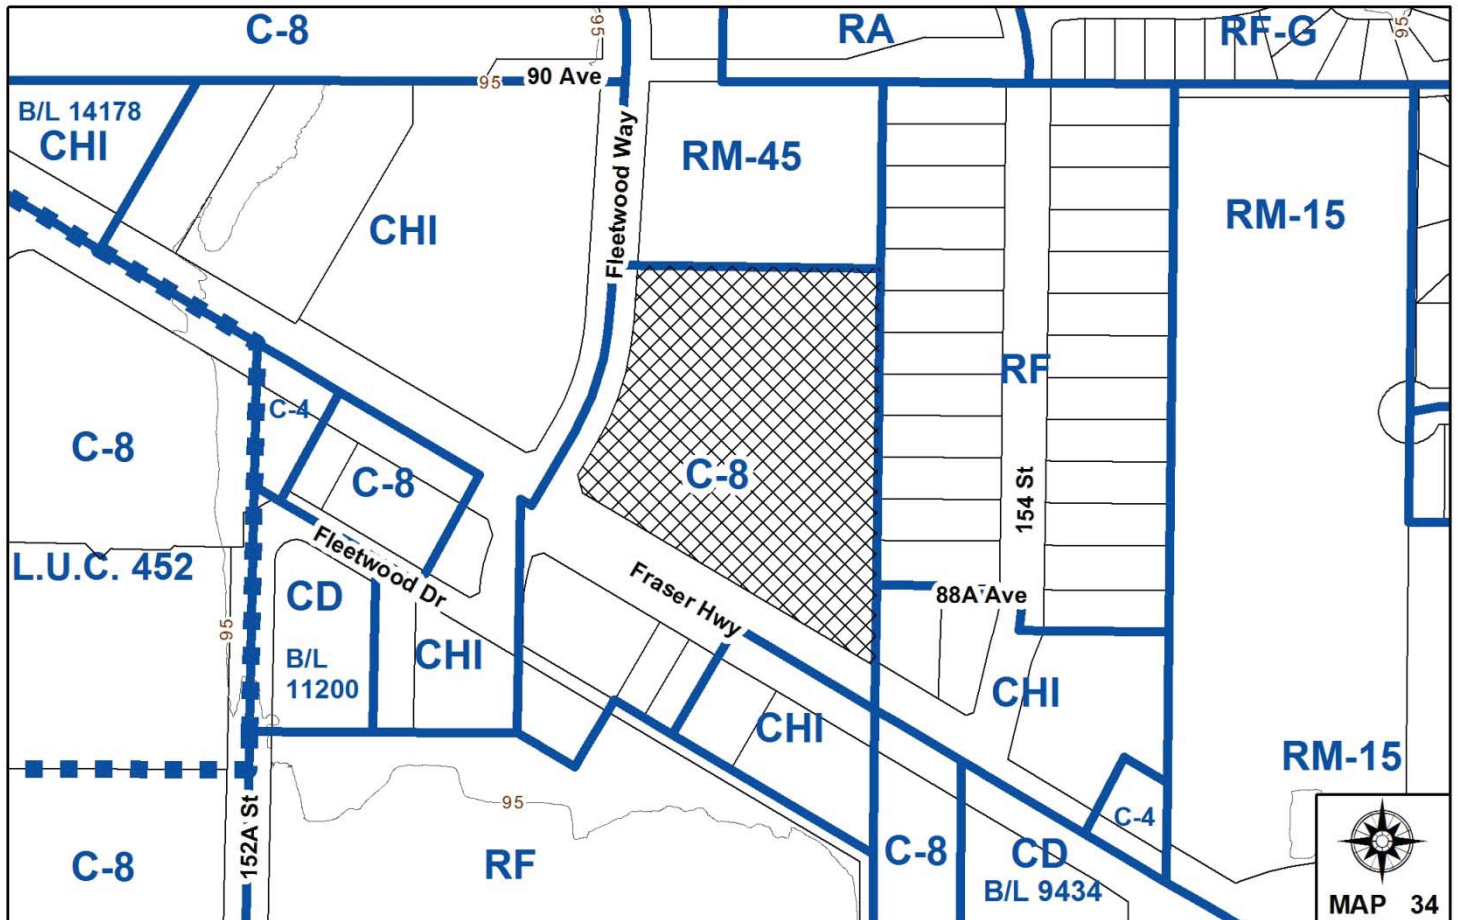 C-8
95
RA
RF-G
95
95
90 Ave
B/L 14178
CHI
Fleetwood Way
RM-45
CHI
RM-15
RF
C-4
C-8
C-8
C-8
154 St
L.U.C. 452
Fleetwood Dr
Fraser Hwy
CD
88A Ave
95
B/L
11200
CHI
CHI
CHI
RM-15
95
152A St
C-4
C-8
RF
C-8
CD
B/L 9434
MAP 34